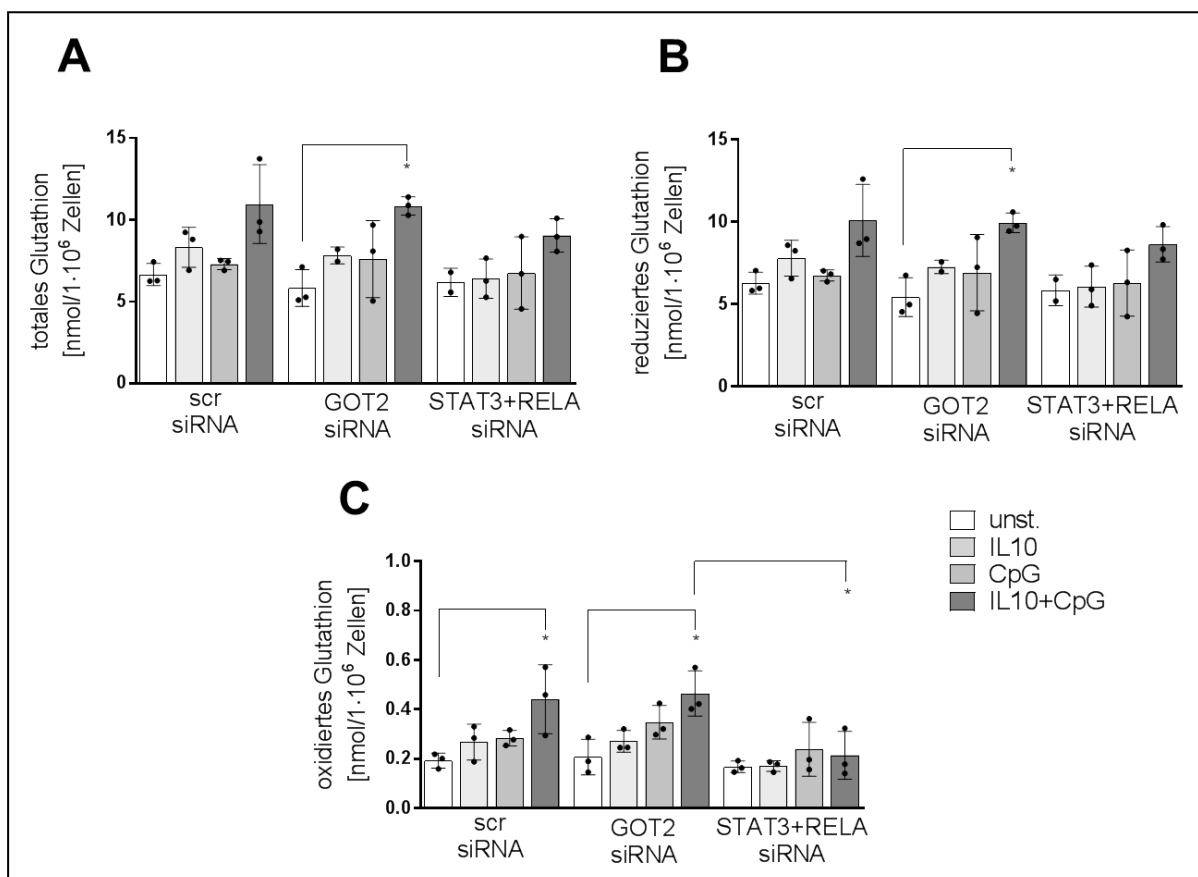 A
totales Glutathion
[nmol/1·10⁶ Zellen]
15
10
5
0
*
scr
siRNA
GOT2
siRNA
STAT3+RELA
siRNA
B
reduziertes Glutathion
[nmol/1·10⁶ Zellen]
15
10
5
0
*
scr
siRNA
GOT2
siRNA
STAT3+RELA
siRNA
C
oxidiertes Glutathion
[nmol/1·10⁶ Zellen]
1.0
0.8
0.6
0.4
0.2
0.0
*
*
*
scr
siRNA
GOT2
siRNA
STAT3+RELA
siRNA
unst.
IL10
CpG
IL10+CpG